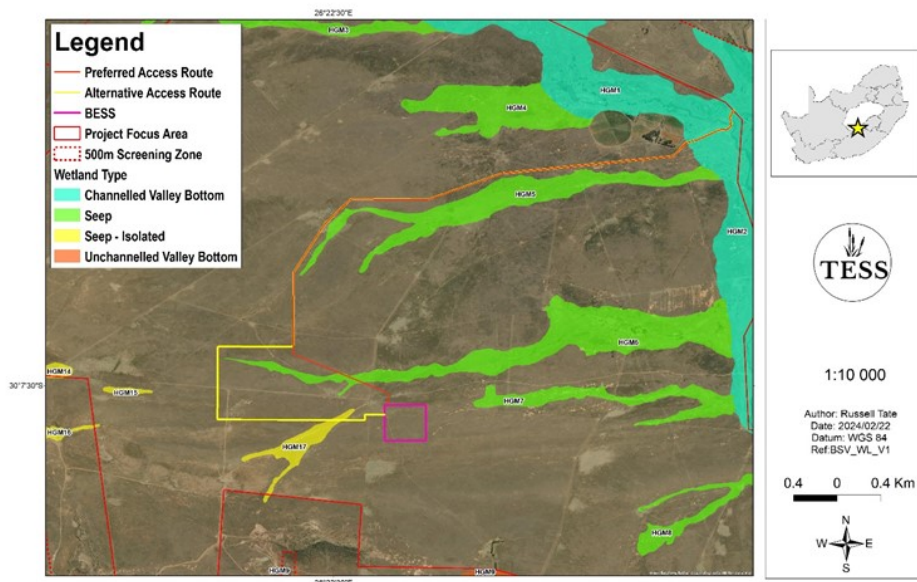 26°22'30"E
Legend
Preferred Access Route
Alternative Access Route
BESS
Project Focus Area
500m Screening Zone
Wetland Type
Channelled Valley Bottom
Seep
Seep - Isolated
Unchannelled Valley Bottom
HGM3
HGM1
HGM4
HGM5
HGM2
HGM6
30°7'30"S
HGM14
HGM15
HGM7
HGM16
HGM17
HGM8
HGM9
HGM9
TESS
1:10 000
Author: Russell Tate
Date: 2024/02/22
Datum: WGS 84
Ref:BSV_WL_V1
0.4 0 0.4 Km
N
W E
S